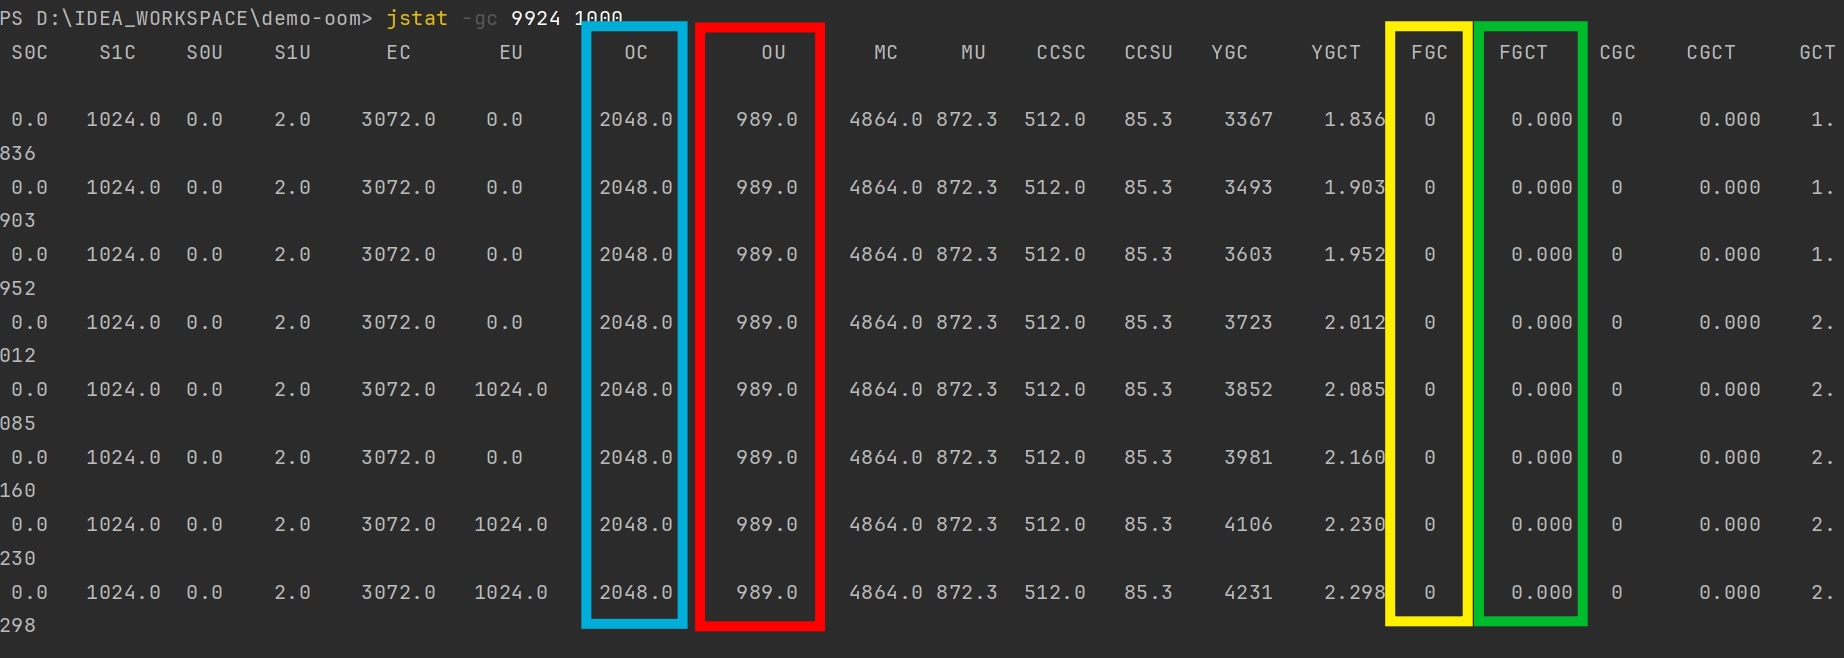 PS D:\IDEA_WORKSPACE\demo-oom> jstat -gc 9924 1000
S0C S1C S0U S1U EC EU OC OU MC MU CCSC CCSU YGC YGCT FGC FGCT CGC CGCT GCT
0.0 1024.0 0.0 2.0 3072.0 0.0 2048.0 989.0 4864.0 872.3 512.0 85.3 3367 1.836 0 0.000 0 0.000 1.
836
0.0 1024.0 0.0 2.0 3072.0 0.0 2048.0 989.0 4864.0 872.3 512.0 85.3 3493 1.903 0 0.000 0 0.000 1.
903
0.0 1024.0 0.0 2.0 3072.0 0.0 2048.0 989.0 4864.0 872.3 512.0 85.3 3603 1.952 0 0.000 0 0.000 1.
952
0.0 1024.0 0.0 2.0 3072.0 0.0 2048.0 989.0 4864.0 872.3 512.0 85.3 3723 2.012 0 0.000 0 0.000 2.
012
0.0 1024.0 0.0 2.0 3072.0 1024.0 2048.0 989.0 4864.0 872.3 512.0 85.3 3852 2.085 0 0.000 0 0.000 2.
085
0.0 1024.0 0.0 2.0 3072.0 0.0 2048.0 989.0 4864.0 872.3 512.0 85.3 3981 2.160 0 0.000 0 0.000 2.
160
0.0 1024.0 0.0 2.0 3072.0 1024.0 2048.0 989.0 4864.0 872.3 512.0 85.3 4106 2.230 0 0.000 0 0.000 2.
230
0.0 1024.0 0.0 2.0 3072.0 1024.0 2048.0 989.0 4864.0 872.3 512.0 85.3 4231 2.298 0 0.000 0 0.000 2.
298